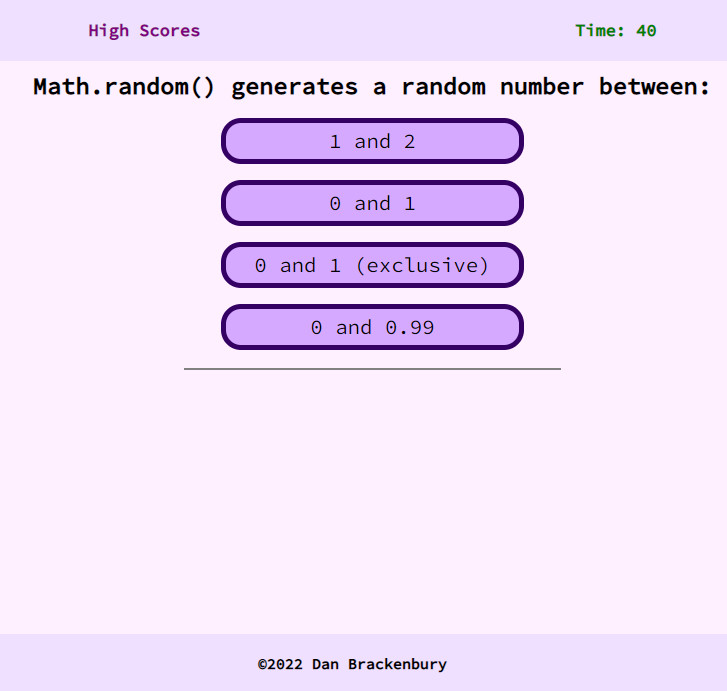 High Scores
Time: 40
Math.random() generates a random number between:
1 and 2
0 and 1
0 and 1 (exclusive)
0 and 0.99
©2022 Dan Brackenbury